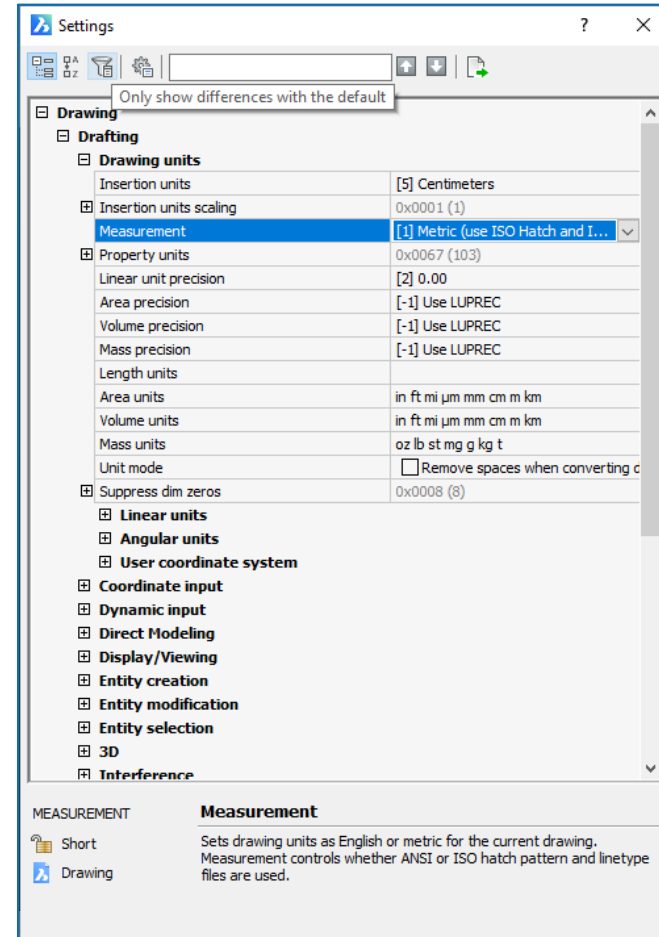 Settings
? ×
Only show differences with the default
Drawing
Drafting
Drawing units
Insertion units [5] Centimeters
Insertion units scaling 0x0001 (1)
Measurement [1] Metric (use ISO Hatch and I...
Property units 0x0067 (103)
Linear unit precision [2] 0.00
Area precision [-1] Use LUPREC
Volume precision [-1] Use LUPREC
Mass precision [-1] Use LUPREC
Length units
Area units in ft mi µm mm cm m km
Volume units in ft mi µm mm cm m km
Mass units oz lb st mg g kg t
Unit mode Remove spaces when converting d
Suppress dim zeros 0x0008 (8)
Linear units
Angular units
User coordinate system
Coordinate input
Dynamic input
Direct Modeling
Display/Viewing
Entity creation
Entity modification
Entity selection
3D
Interference
MEASUREMENT
Short
Drawing
Measurement
Sets drawing units as English or metric for the current drawing.
Measurement controls whether ANSI or ISO hatch pattern and linetype
files are used.